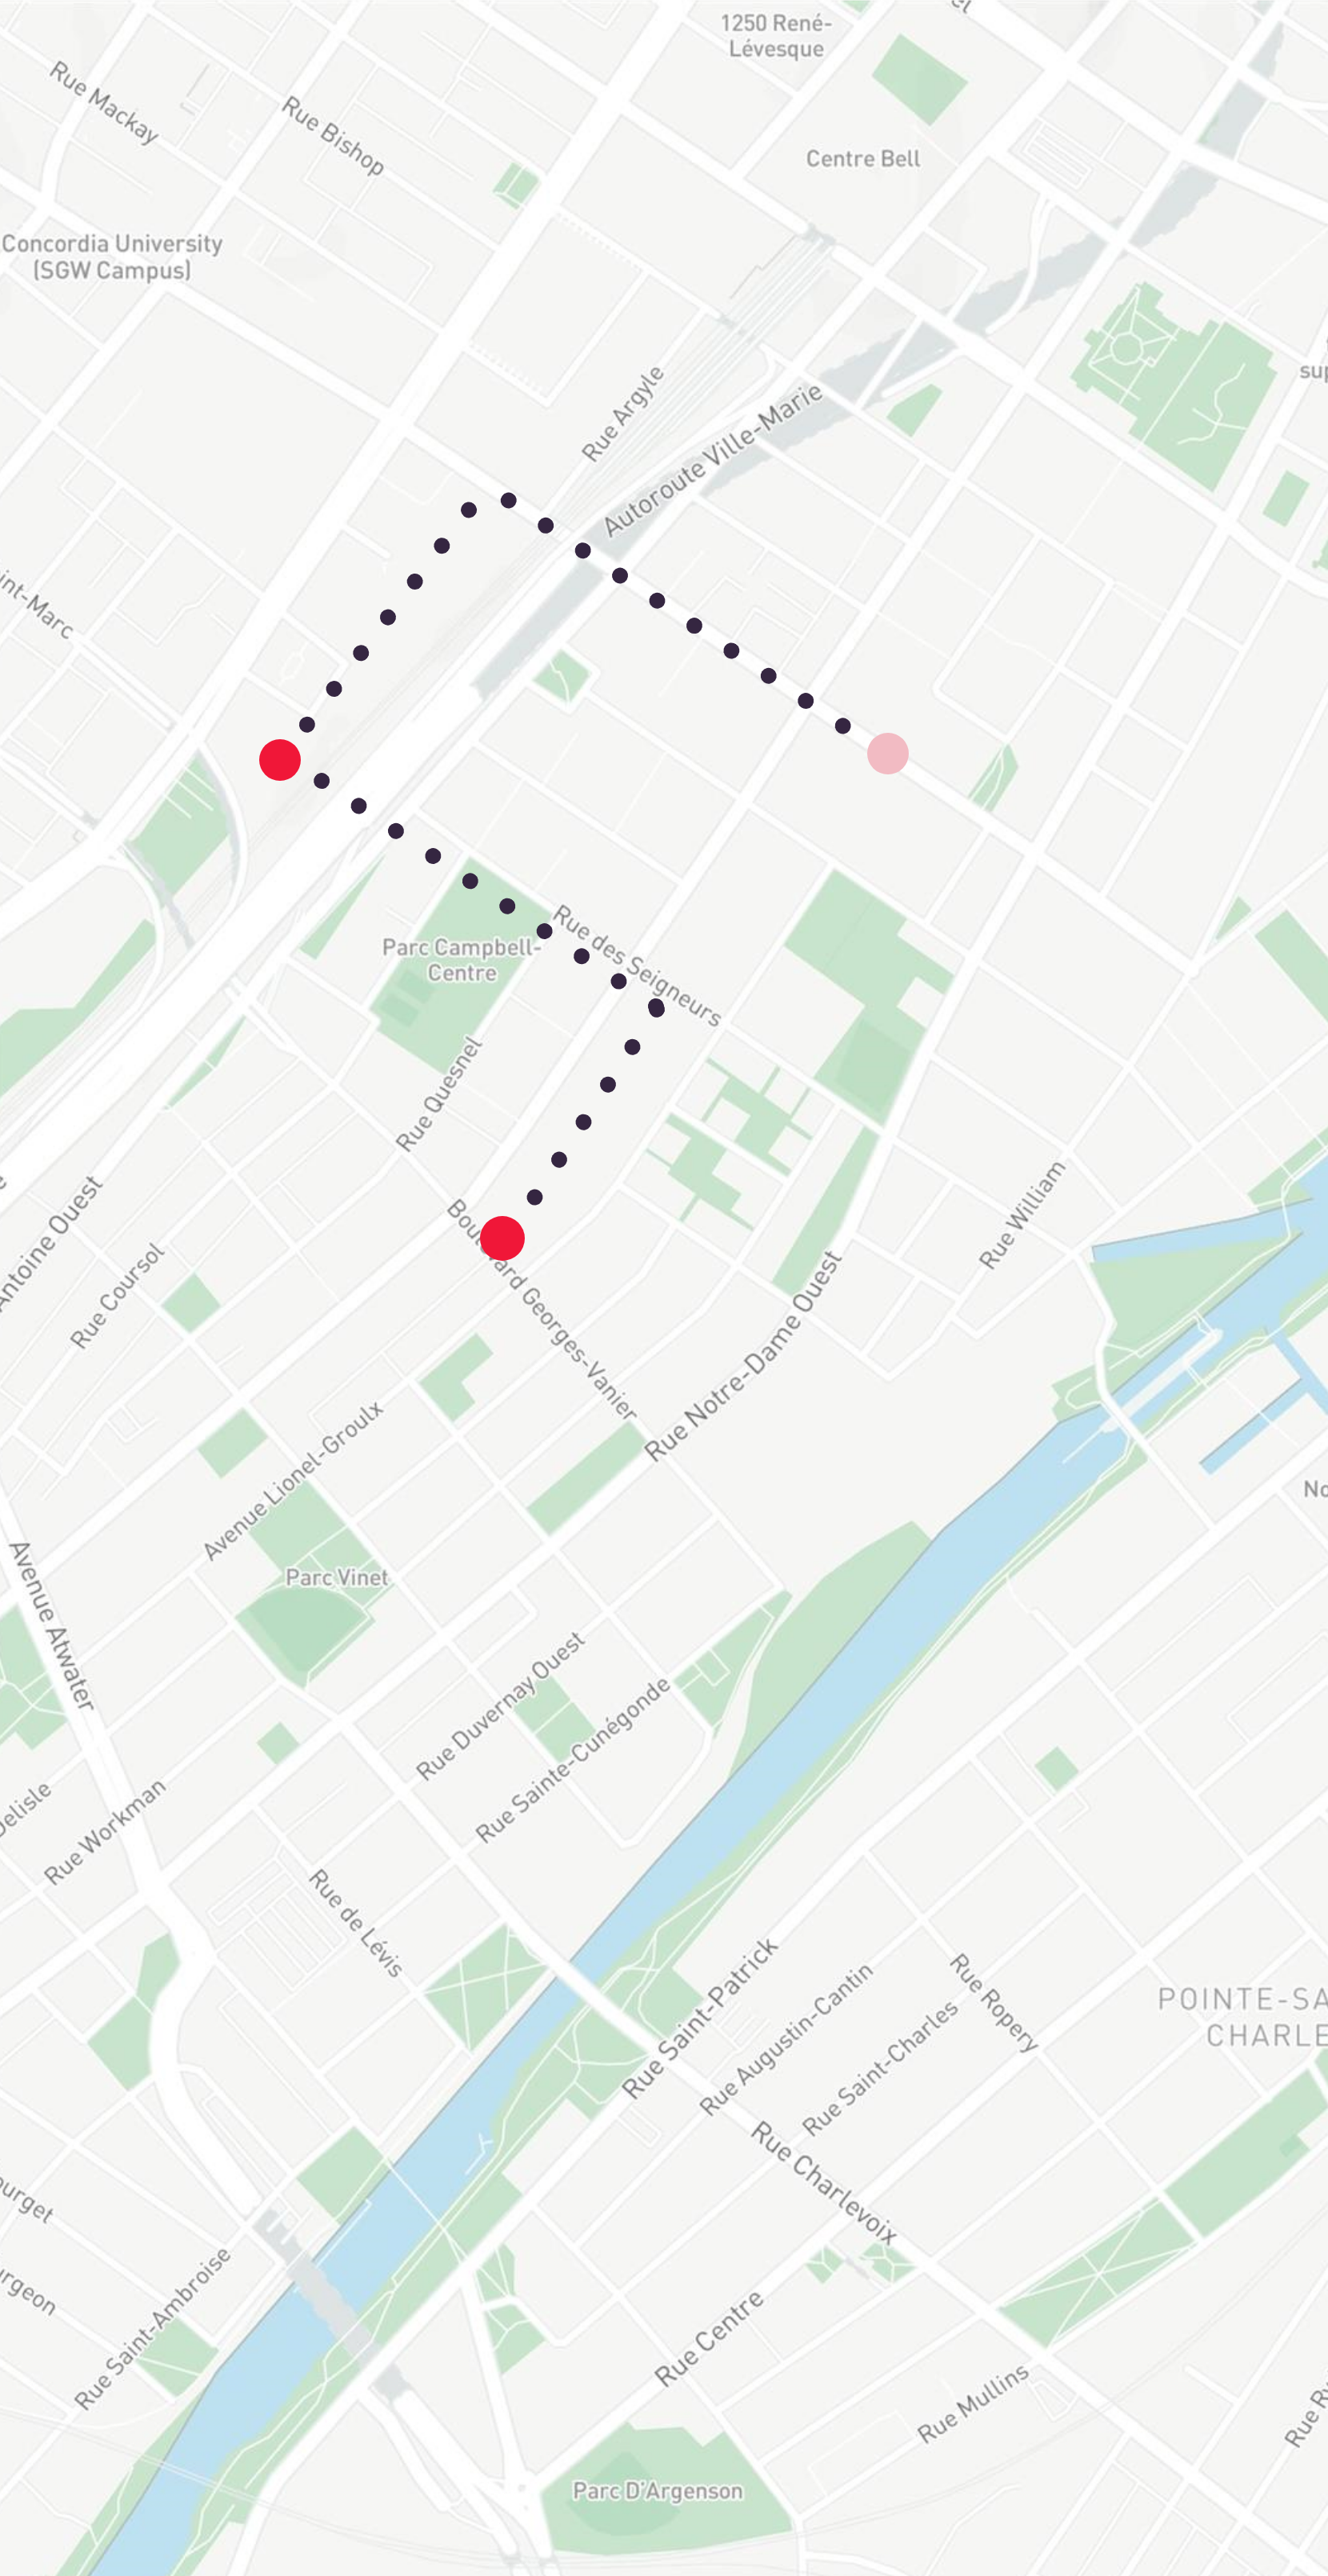 1250 René-
Lévesque
Rue Mackay
Rue Bishop
Centre Bell
Concordia University
(SGW Campus)
Rue Argyle
Autoroute Ville-Marie
int-Marc
Rue des Seigneurs
Parc Campbell-
Centre
Rue Quesnel
Antoine Ouest
Rue William
Rue Coursol
Georges-Vanier
Rue Notre-Dame Ouest
Avenue Lionel-Groulx
Avenue Atwater
Parc Vinet
Rue Duvernay Ouest
Rue Sainte-Cunégonde
Delisle
Rue Workman
Rue de Lévis
Rue Saint-Patrick
Rue Augustin-Cantin
Rue Saint-Charles
Rue Ropery
POINTE-SA
CHARLE
Rue Charlevoix
urget
rgeon
Rue Saint-Ambroise
Rue Centre
Rue Mullins
Parc D'Argenson